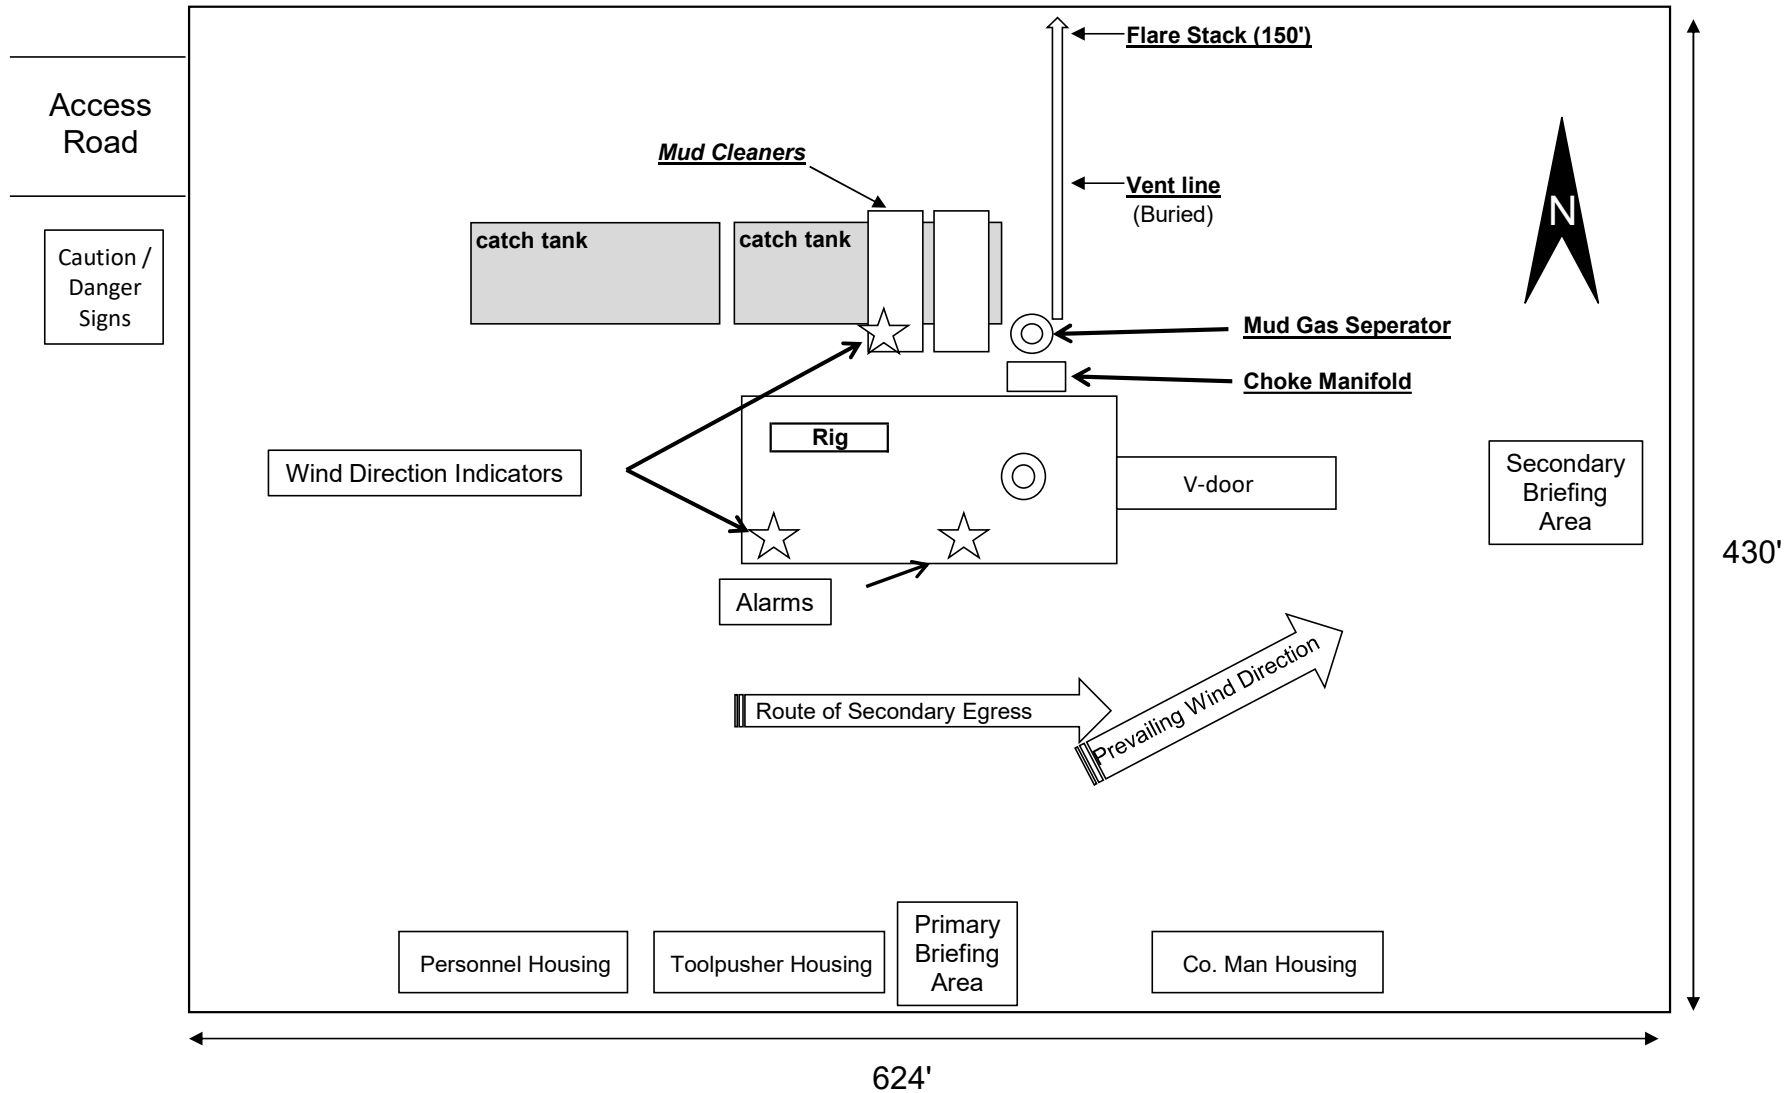 Flare Stack (150')
Access
Road
Mud Cleaners
Vent line
(Buried)
N
catch tank
catch tank
Caution /
Danger
Signs
Mud Gas Seperator
Choke Manifold
Rig
Wind Direction Indicators
V-door
Secondary
Briefing
Area
430'
Alarms
Route of Secondary Egress
Prevailing Wind Direction
Personnel Housing
Toolpusher Housing
Primary
Briefing
Area
Co. Man Housing
624'